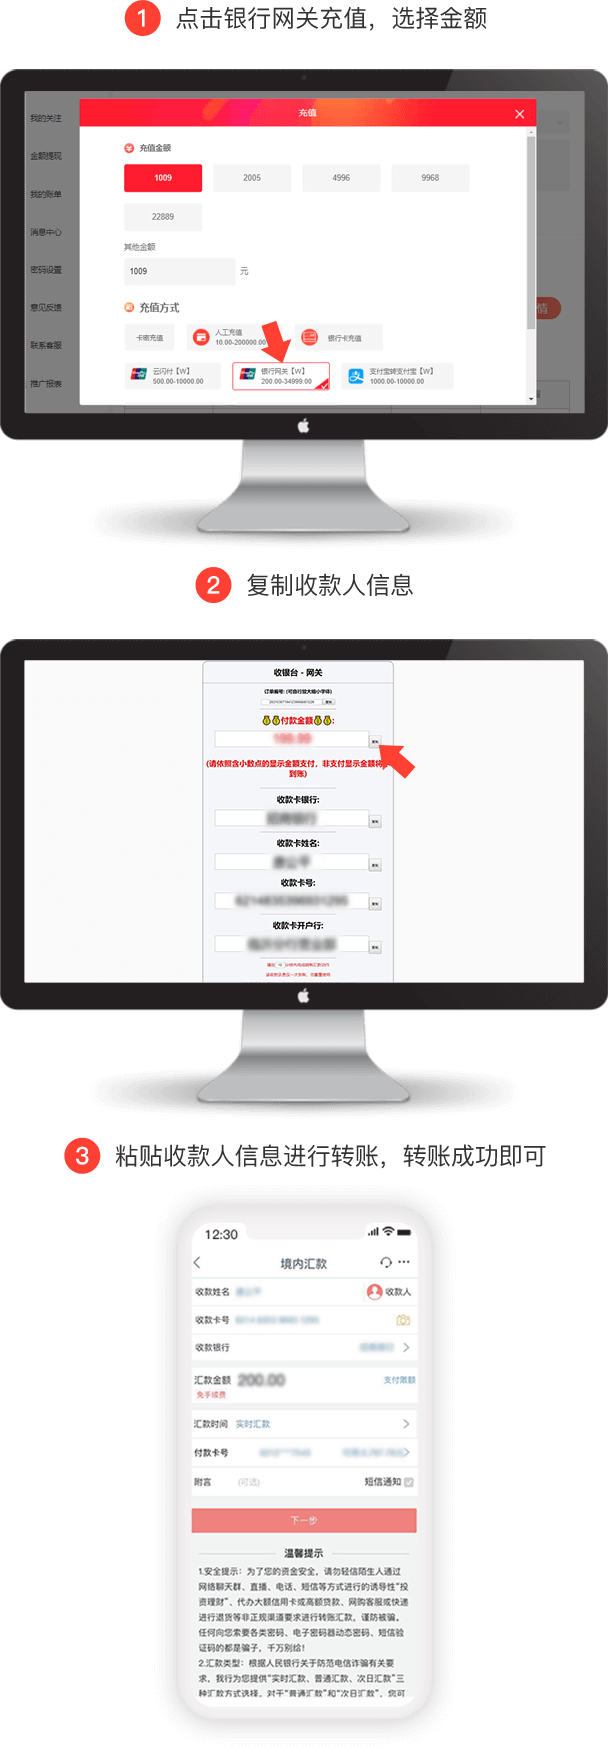 1 点击银行网关充值，选择金额
充值
我的关注
金额提现
我的账单
消息中心
密码设置
意见反馈
联系客服
推广报表
情
充值金额
1009 2005 4996 9968
22889
其他金额
1009 元
充值方式
卡密充值
人工充值
10.00-200000.00
银行卡充值
云闪付【W】
500.00-10000.00
银行网关【W】
200.00-34999.00
支付宝转支付宝【W】
1000.00-10000.00
2 复制收款人信息
收银台 - 网关
订单编号: (可自行放大缩小字体)
付款金额:
(请依照含小数点的显示金额支付，非支付显示金额将
到账)
收款卡银行:
收款卡姓名:
收款卡号:
收款卡开户行:
3 粘贴收款人信息进行转账，转账成功即可
12:30
境内汇款
收款姓名 收款人
收款卡号
收款银行
汇款金额 200.00 支付限额
免手续费
汇款时间 实时汇款
付款卡号
附言 (可选) 短信通知
下一步
温馨提示
1.安全提示：为了您的资金安全，请勿轻信陌生人通过
网络聊天群、直播、电话、短信等方式进行的诱导性“投
资理财”、代办大额信用卡或高额贷款、网购客服或快递
进行退货等非正规渠道要求进行转账汇款，谨防被骗。
任何向您索要各类密码、电子密码器动态密码、短信验
证码的都是骗子，千万别给！
2.汇款类型：根据人民银行关于防范电信诈骗有关要
求，我行为您提供“实时汇款、普通汇款、次日汇款”三
种汇款方式选择。对于“普通汇款”和“次日汇款”，您可